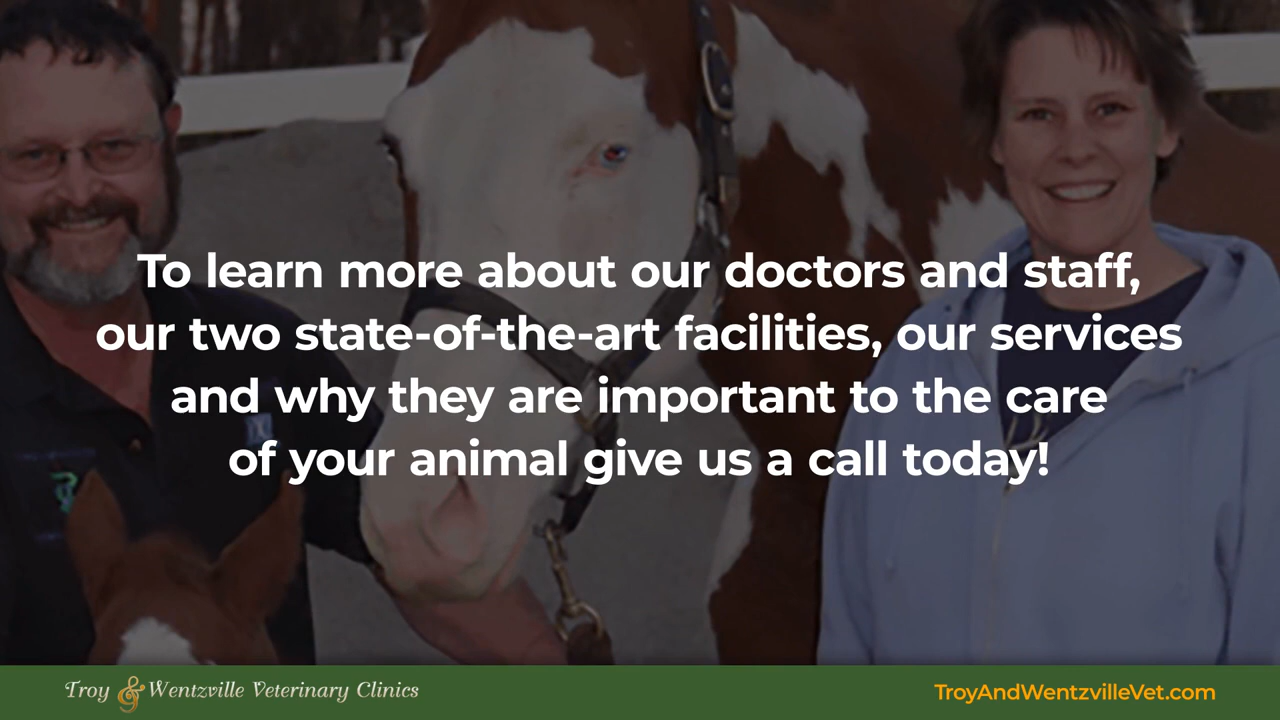 To learn more about our doctors and staff,
our two state-of-the-art facilities, our services
and why they are important to the care
of your animal give us a call today!
Troy & Wentzville Veterinary Clinics
TroyAndWentzvilleVet.com